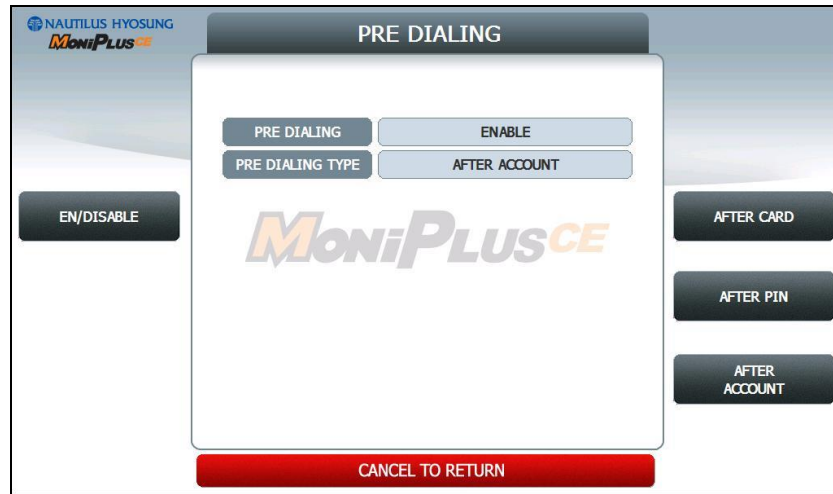 NAUTILUS HYOSUNG
MoniPlusCE
PRE DIALING
PRE DIALING ENABLE
PRE DIALING TYPE AFTER ACCOUNT
EN/DISABLE
MoniPlusCE
AFTER CARD
AFTER PIN
AFTER
ACCOUNT
CANCEL TO RETURN